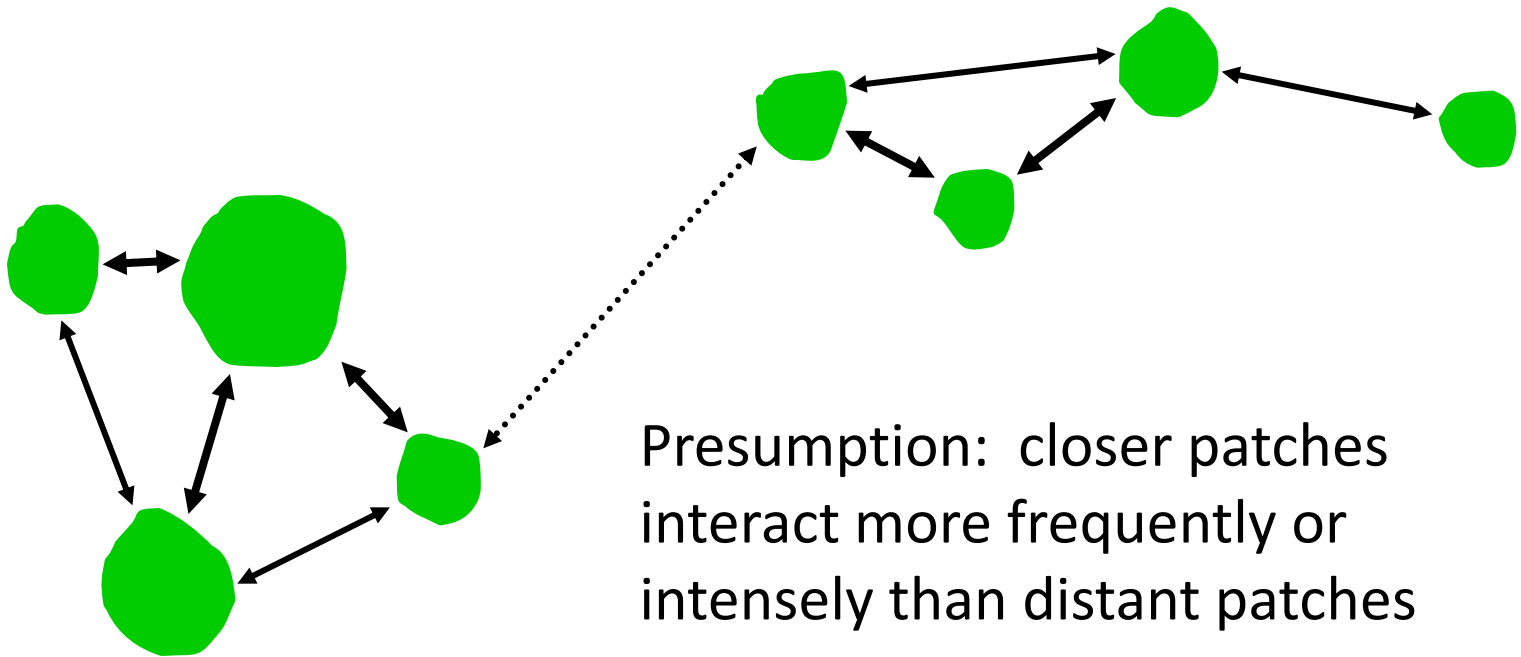 Presumption:  closer patches
interact more frequently or
intensely than distant patches